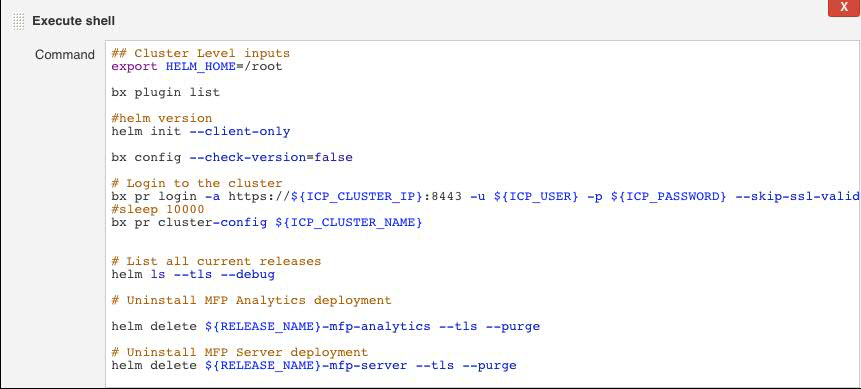 X
Execute shell
Command
## Cluster Level inputs
export HELM_HOME=/root
bx plugin list
#helm version
helm init --client-only
bx config --check-version=false
# Login to the cluster
bx pr login -a https://${ICP_CLUSTER_IP}:8443 -u ${ICP_USER} -p ${ICP_PASSWORD} --skip-ssl-valid
#sleep 10000
bx pr cluster-config ${ICP_CLUSTER_NAME}
# List all current releases
helm ls --tls --debug
# Uninstall MFP Analytics deployment
helm delete ${RELEASE_NAME}-mfp-analytics --tls --purge
# Uninstall MFP Server deployment
helm delete ${RELEASE_NAME}-mfp-server --tls --purge